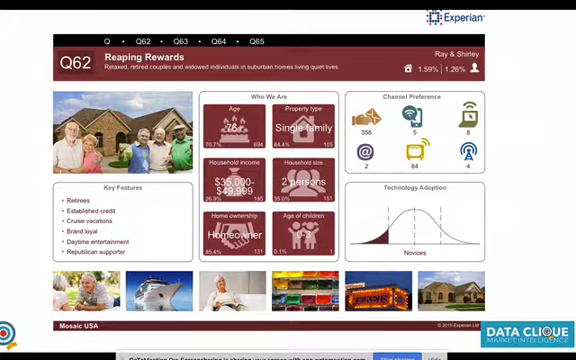 Experian
Q • Q62 • Q63 • Q64 • Q65
Q62
Reaping Rewards
Relaxed, retired couples and widowed individuals in suburban homes living quiet lives
Ray & Shirley
1.59% | 1.26%
Who We Are
Age
76+
70.7% 694
Property type
Single family
64.4% 105
Household income
$35,000-
$49,999
26.9% 185
Household size
2 persons
35.0% 151
Home ownership
Homeowner
85.4% 131
Age of children
0-3
0.1% 1
Channel Preference
358
5
8
2
84
4
Key Features
• Retirees
• Established credit
• Cruise vacations
• Brand loyal
• Daytime entertainment
• Republican supporter
Technology Adoption
Novices
Mosaic USA
© 2015 Experian Ltd
DATA CLIQUE
MARKET INTELLIGENCE